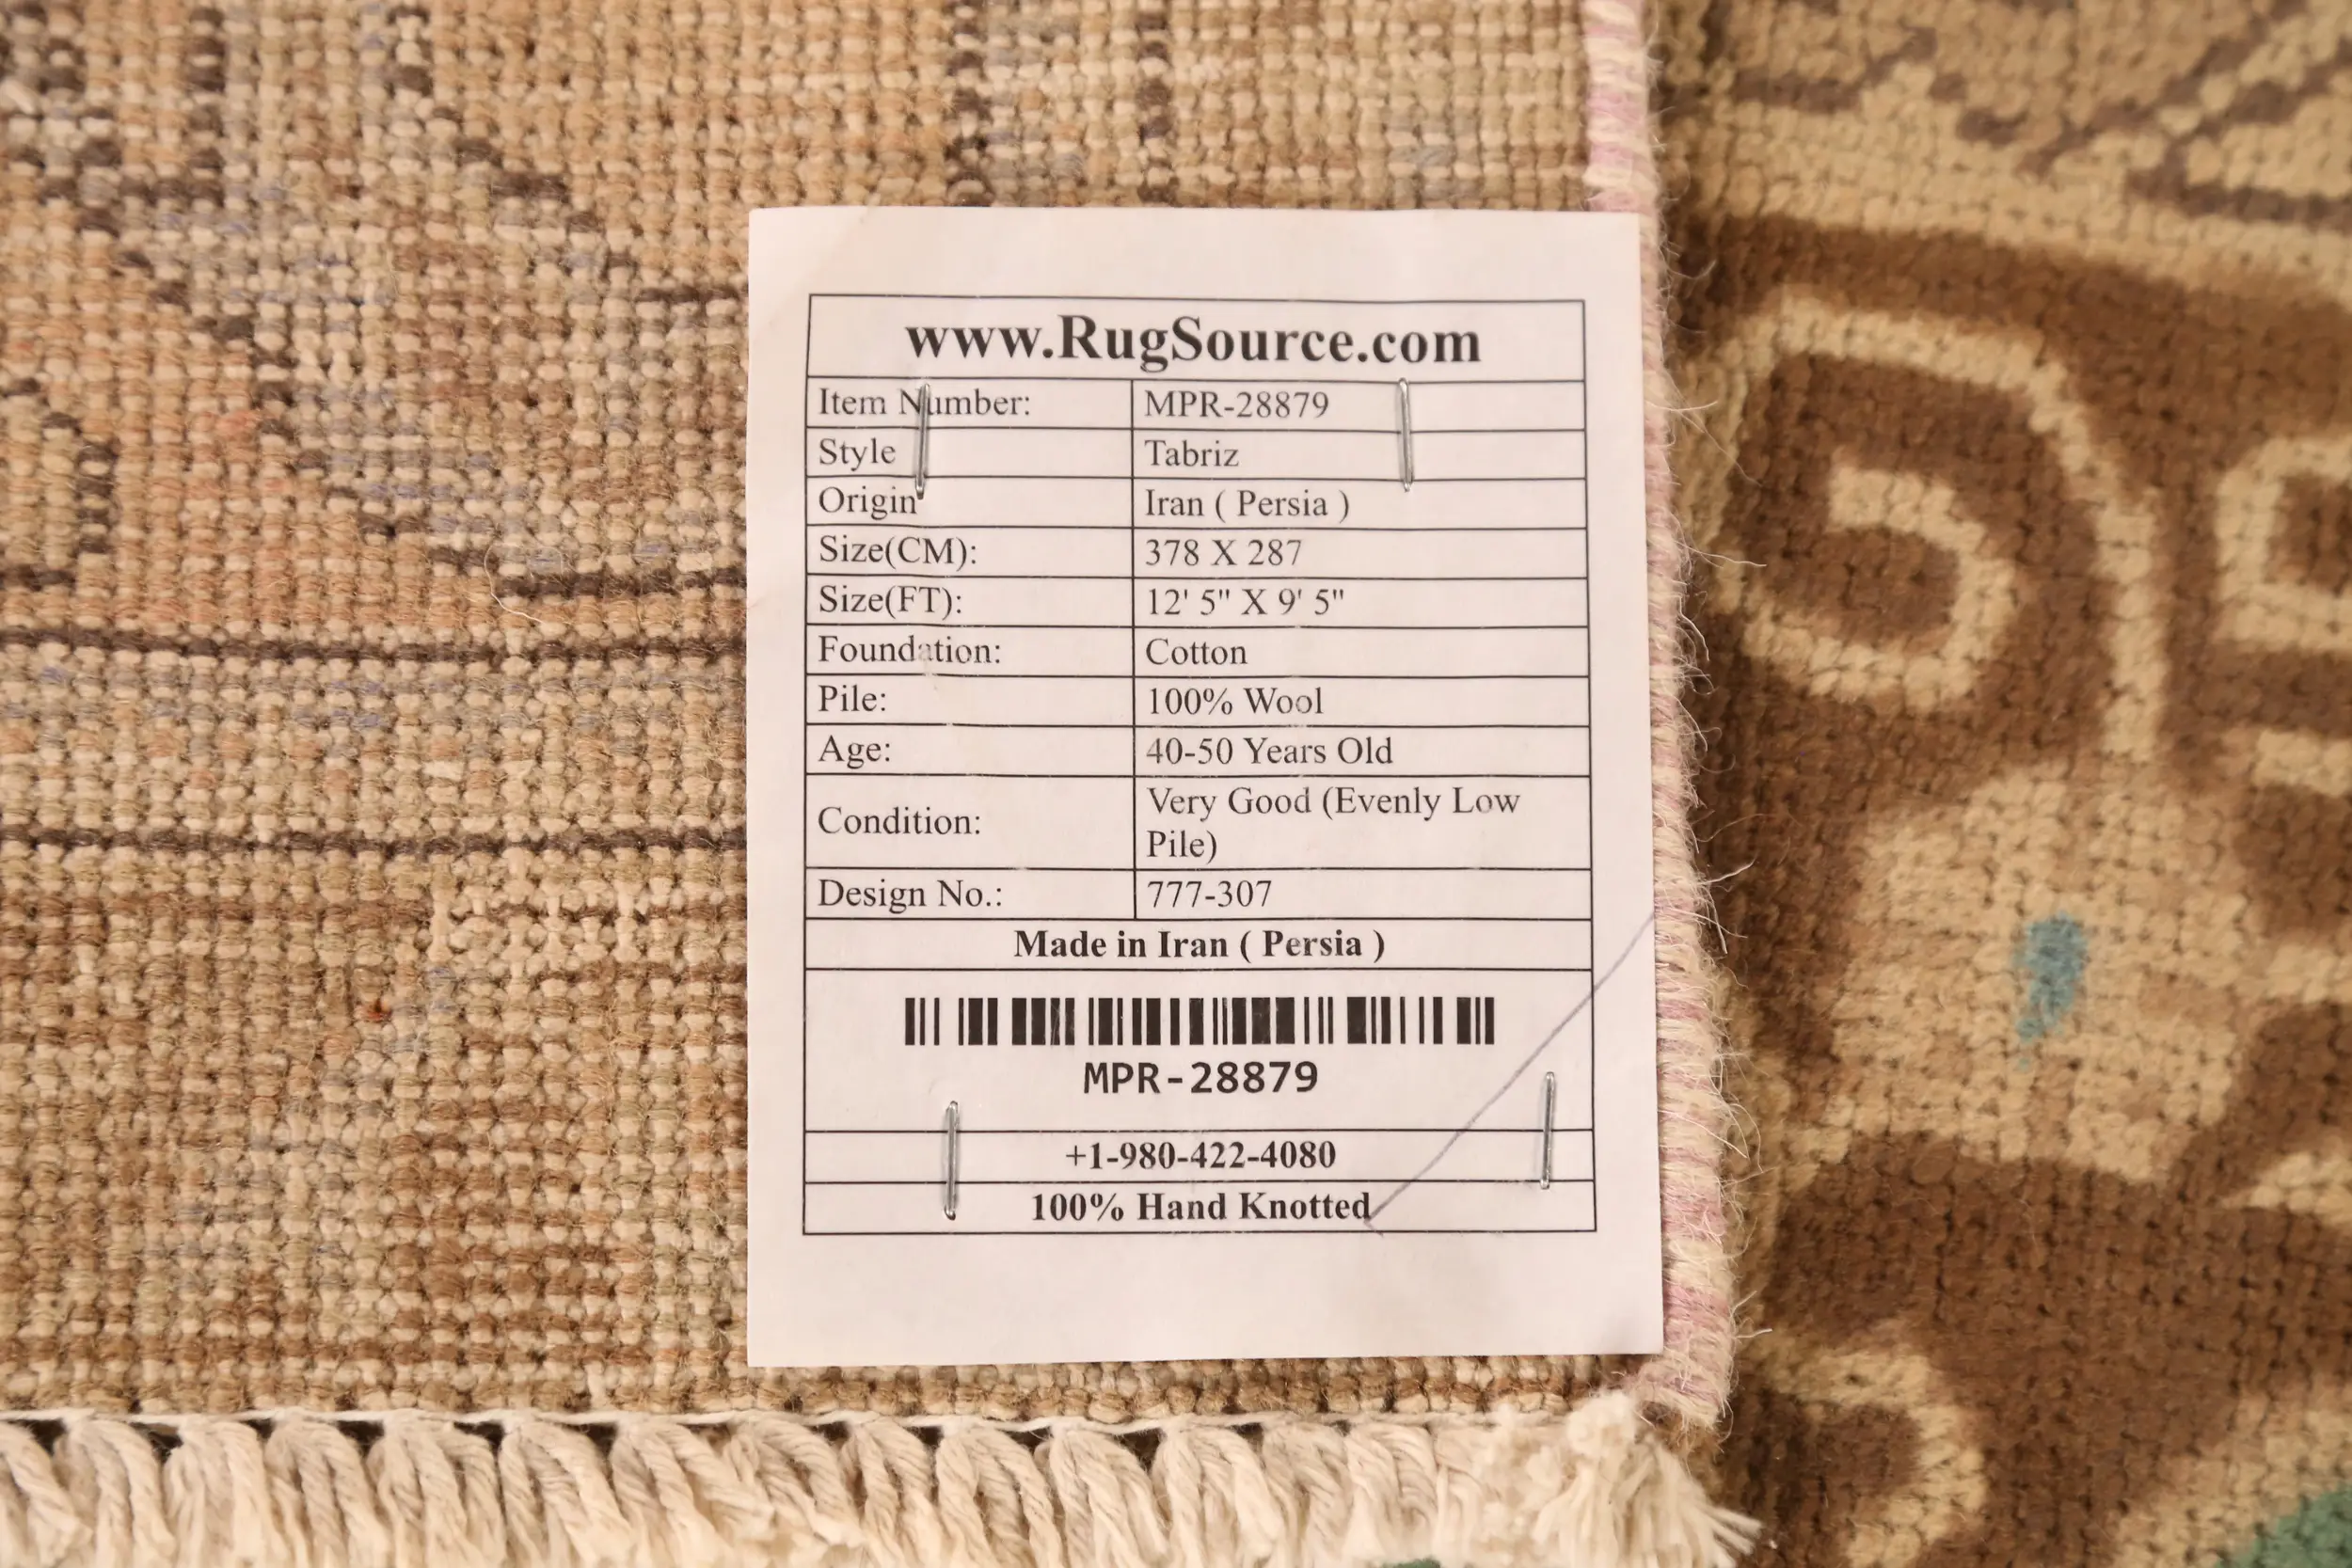 www.RugSource.com
Item Number: MPR-28879
Style Tabriz
Origin Iran ( Persia )
Size(CM): 378 X 287
Size(FT): 12' 5" X 9' 5"
Foundation: Cotton
Pile: 100% Wool
Age: 40-50 Years Old
Condition: Very Good (Evenly Low
Pile)
Design No.: 777-307
Made in Iran ( Persia )
MPR-28879
+1-980-422-4080
100% Hand Knotted